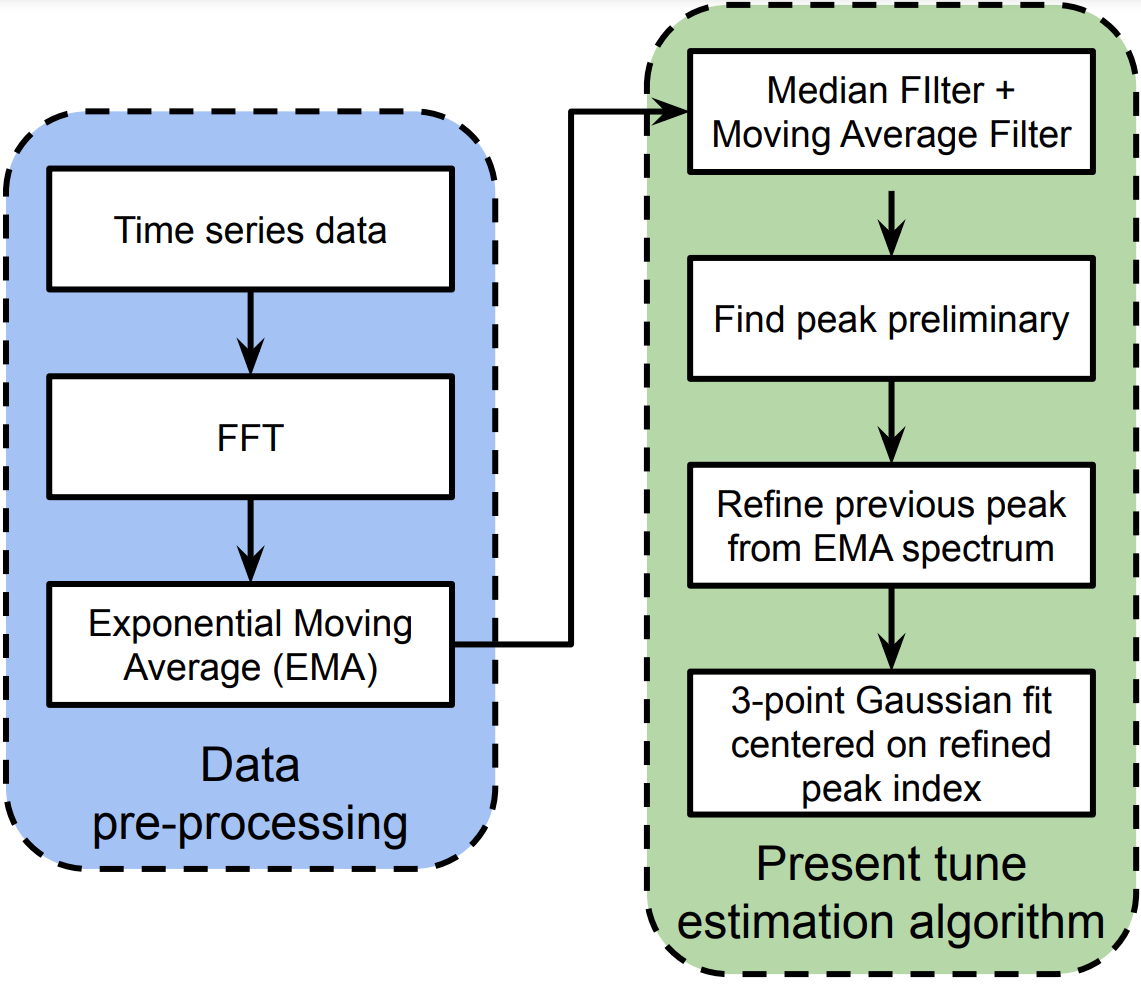 Time series data
FFT
Exponential Moving
Average (EMA)
Data
pre-processing
Median FIlter +
Moving Average Filter
Find peak preliminary
Refine previous peak
from EMA spectrum
3-point Gaussian fit
centered on refined
peak index
Present tune
estimation algorithm